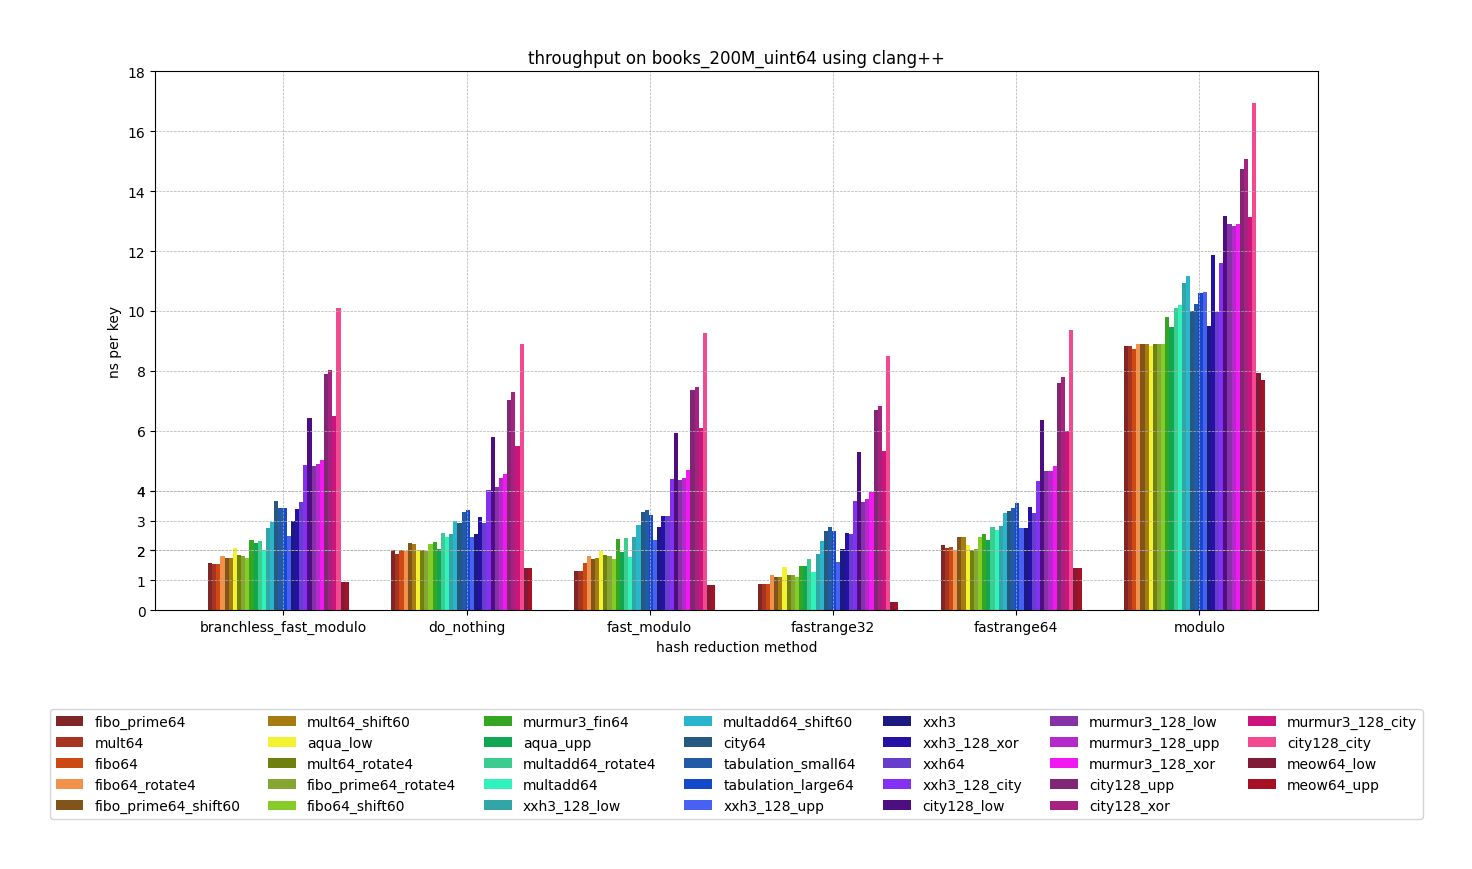 throughput on books_200M_uint64 using clang++
18
16
14
12
10
8
6
4
3
2
1
0
ns per key
branchless_fast_modulo do_nothing fast_modulo fastrange32 fastrange64 modulo
hash reduction method
fibo_prime64 mult64_shift60 murmur3_fin64 multadd64_shift60 xxh3 murmur3_128_low murmur3_128_city
mult64 aqua_low aqua_upp city64 xxh3_128_xor murmur3_128_upp city128_city
fibo64 mult64_rotate4 multadd64_rotate4 tabulation_small64 xxh64 murmur3_128_xor meow64_low
fibo64_rotate4 fibo_prime64_rotate4 multadd64 tabulation_large64 xxh3_128_city city128_upp meow64_upp
fibo_prime64_shift60 fibo64_shift60 xxh3_128_low xxh3_128_upp city128_low city128_xor